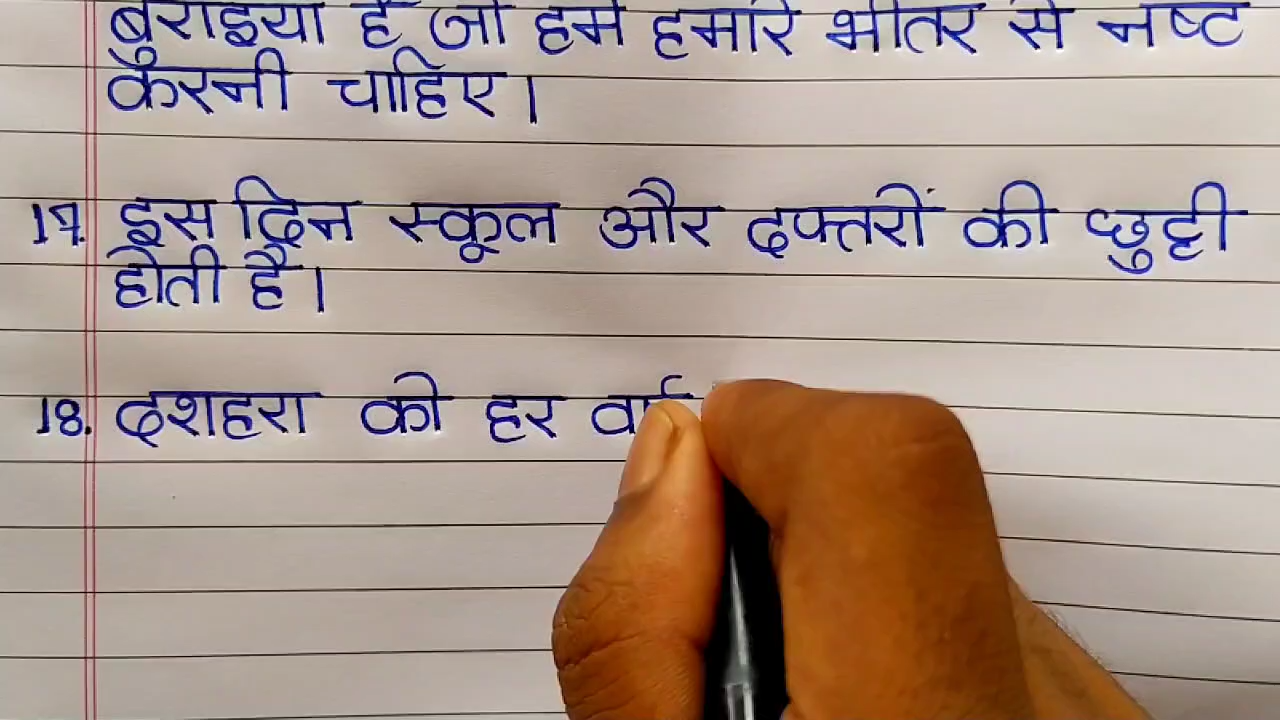 बुराइया है जो हमे हमारे भीतर से नष्ट
करनी चाहिए।
17. इस दिन स्कूल और दफ्तरों की छुट्टी
होती है।
18. दशहरा को हर